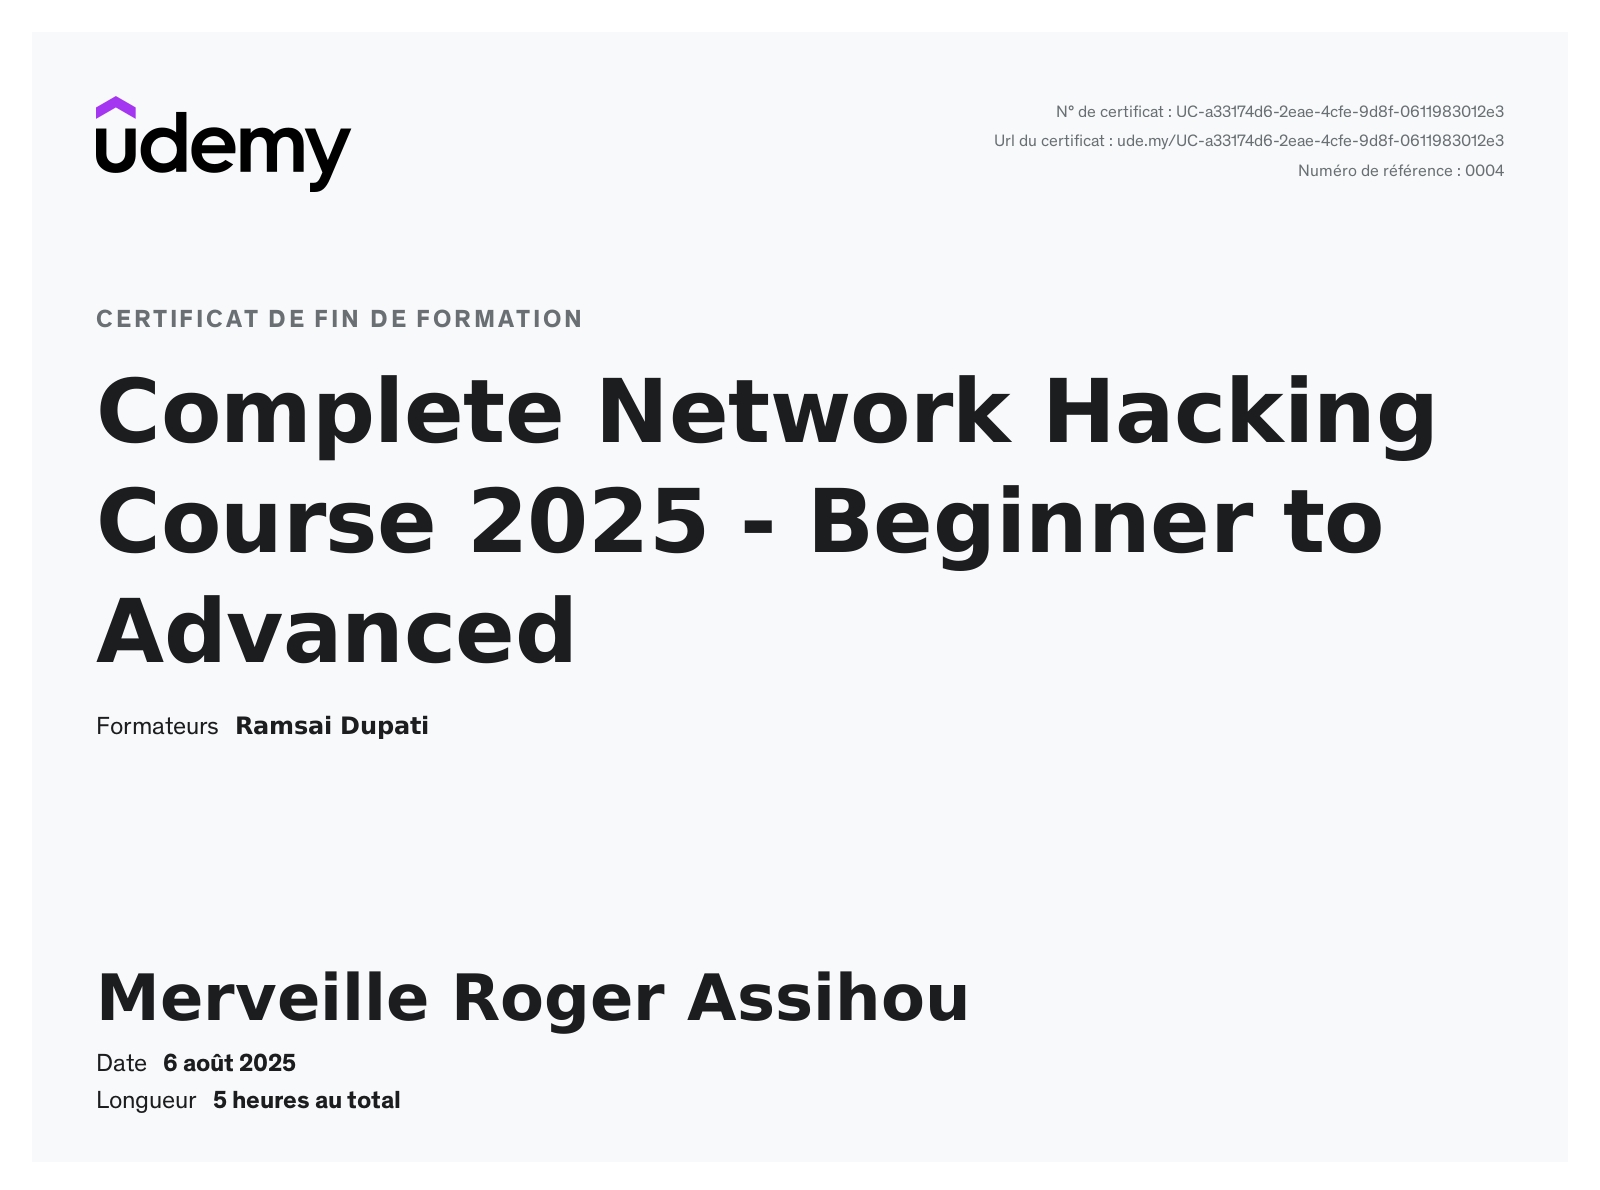 udemy
N° de certificat : UC-a33174d6-2eae-4cfe-9d8f-0611983012e3
Url du certificat : ude.my/UC-a33174d6-2eae-4cfe-9d8f-0611983012e3
Numéro de référence : 0004
CERTIFICAT DE FIN DE FORMATION
Complete Network Hacking
Course 2025 - Beginner to
Advanced
Formateurs Ramsai Dupati
Merveille Roger Assihou
Date 6 août 2025
Longueur 5 heures au total